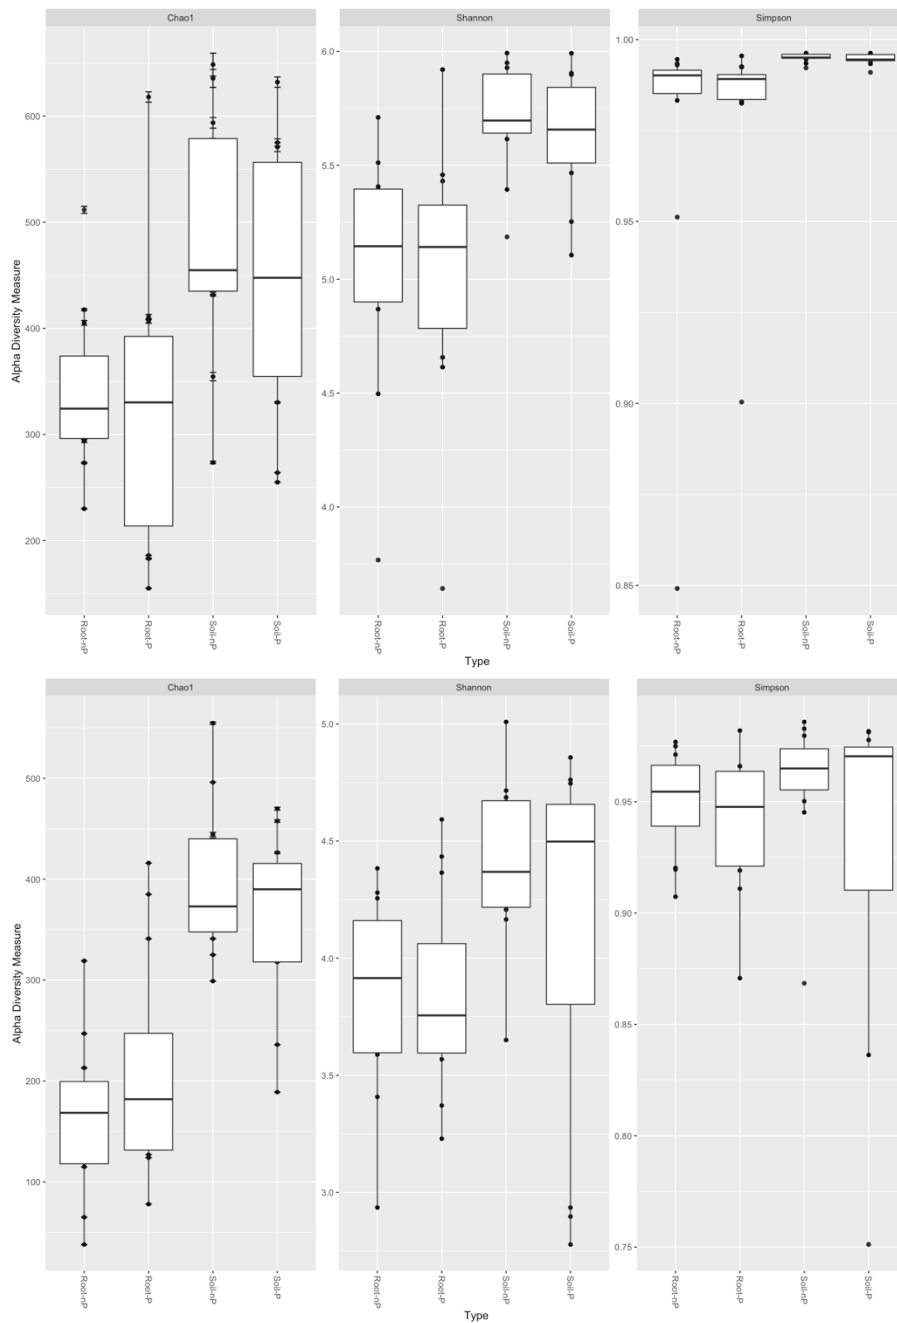 Chao1
Shannon
Simpson
Alpha Diversity Measure
600
500
400
300
200
6.0
5.5
5.0
4.5
4.0
1.00
0.95
0.90
0.85
Root-nP
Root-P
Soil-nP
Soil-P
Root-nP
Root-P
Soil-nP
Soil-P
Root-nP
Root-P
Soil-nP
Soil-P
Type
Chao1
Shannon
Simpson
Alpha Diversity Measure
500
400
300
200
100
5.0
4.5
4.0
3.5
3.0
0.95
0.90
0.85
0.80
0.75
Root-nP
Root-P
Soil-nP
Soil-P
Root-nP
Root-P
Soil-nP
Soil-P
Root-nP
Root-P
Soil-nP
Soil-P
Type